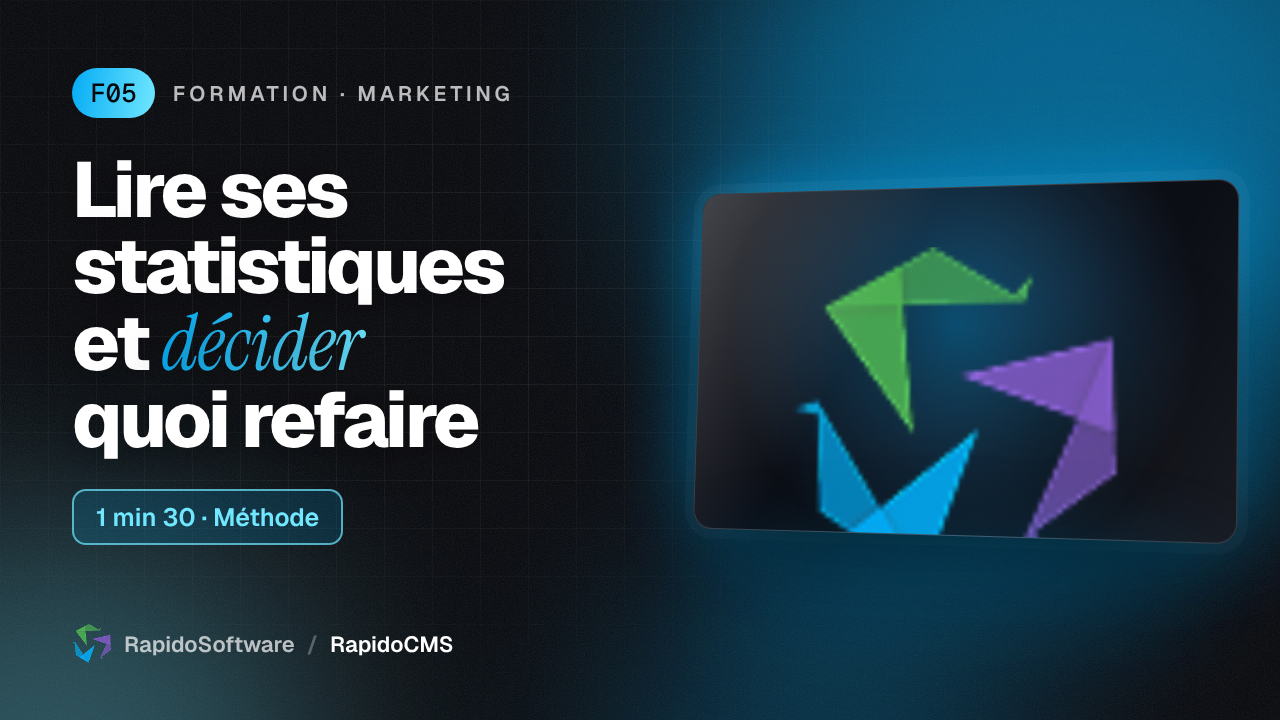 F05 FORMATION · MARKETING
Lire ses
statistiques
et décider
quoi refaire
1 min 30 · Méthode
RapidoSoftware / RapidoCMS